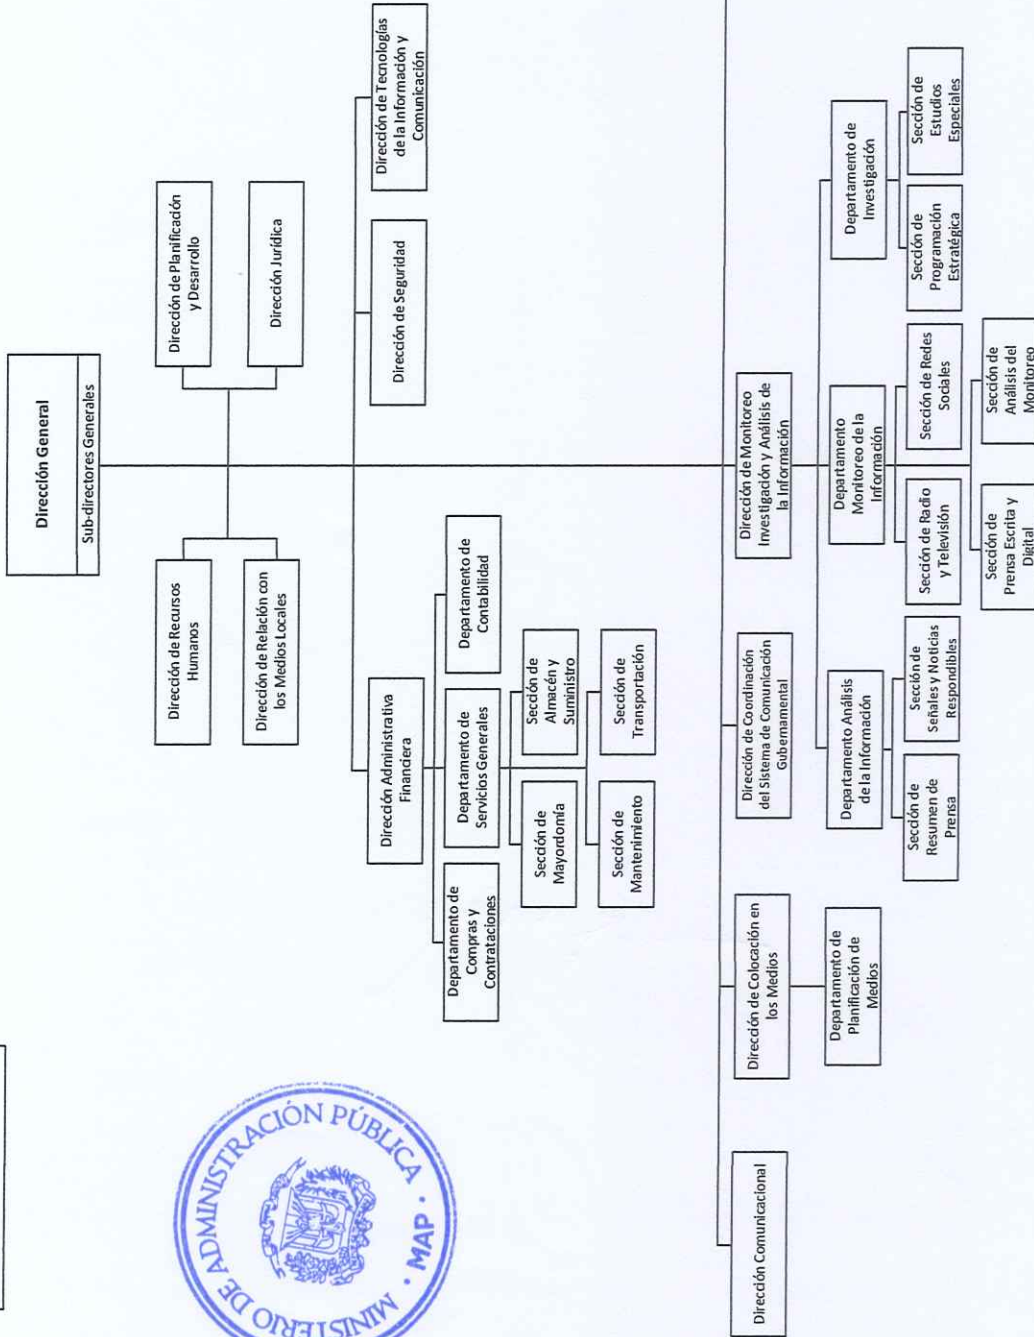 Dirección General
Sub-directores Generales
Dirección de Recursos
Humanos
Dirección de Planificación
y Desarrollo
Dirección de Relación con
los Medios Locales
Dirección Jurídica
Dirección Administrativa
Financiera
Dirección de Seguridad
Dirección de Tecnologías
de la Información y
Comunicación
Departamento de
Compras y
Contrataciones
Departamento de
Servicios Generales
Departamento de
Contabilidad
Sección de
Mayordomía
Sección de
Almacén y
Suministro
Sección de
Mantenimiento
Sección de
Transportación
MINISTERIO DE ADMINISTRACIÓN PÚBLICA · MAP ·
Dirección Comunicacional
Dirección de Colocación en
los Medios
Dirección de Coordinación
del Sistema de Comunicación
Gubernamental
Dirección de Monitoreo
Investigación y Análisis de
la Información
Departamento de
Planificación de
Medios
Departamento Análisis
de la Información
Departamento
Monitoreo de la
Información
Departamento de
Investigación
Sección de
Resumen de
Prensa
Sección de
Señales y Noticias
Respondibles
Sección de Radio
y Televisión
Sección de Redes
Sociales
Sección de
Programación
Estratégica
Sección de
Estudios
Especiales
Sección de
Prensa Escrita y
Digital
Sección de
Análisis del
Monitoreo